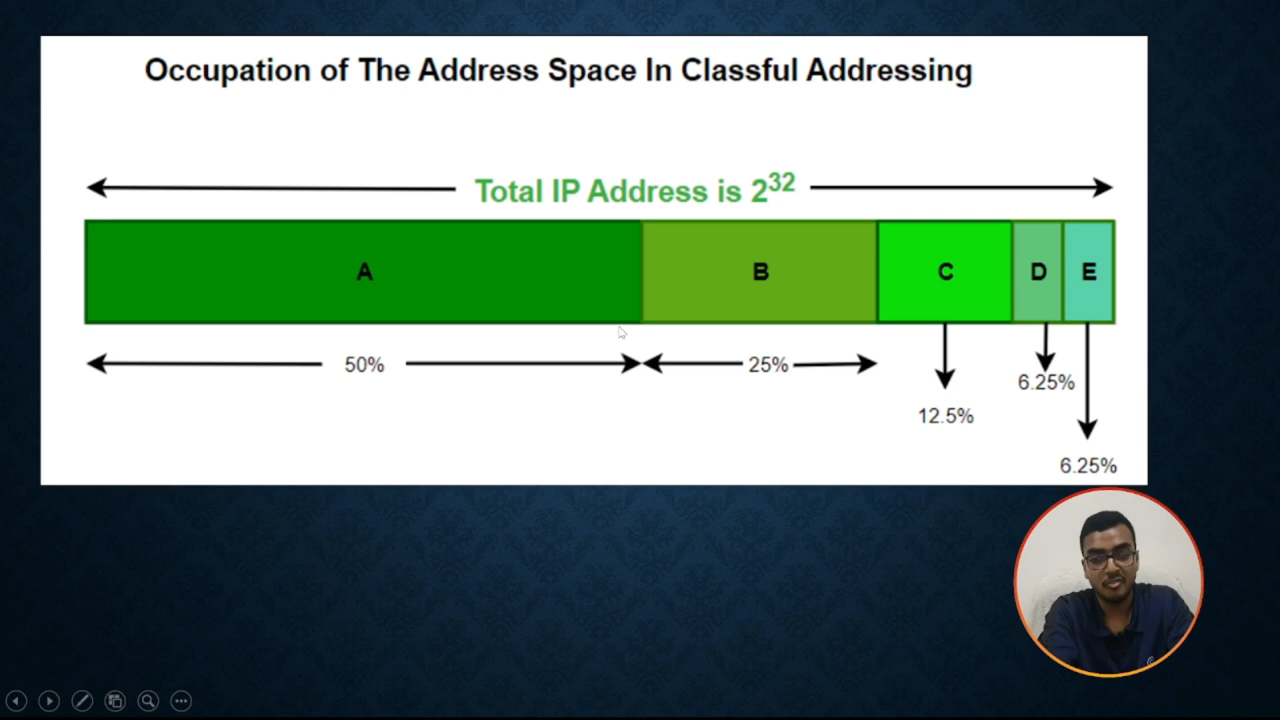 Occupation of The Address Space In Classful Addressing
Total IP Address is 2³²
A B C D E
50% 25%
6.25%
12.5%
6.25%